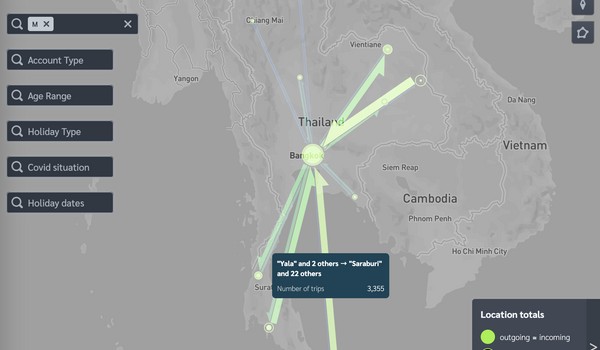 M
Account Type
Age Range
Holiday Type
Covid situation
Holiday dates
Chiang Mai
Vientiane
Yangon
Da Nang
Thailand
Vietnam
Bangkok
Siem Reap
Cambodia
Phnom Penh
Ho Chi Minh City
"Yala" and 2 others → "Saraburi"
and 22 others
Number of trips 3,355
Location totals
outgoing = incoming